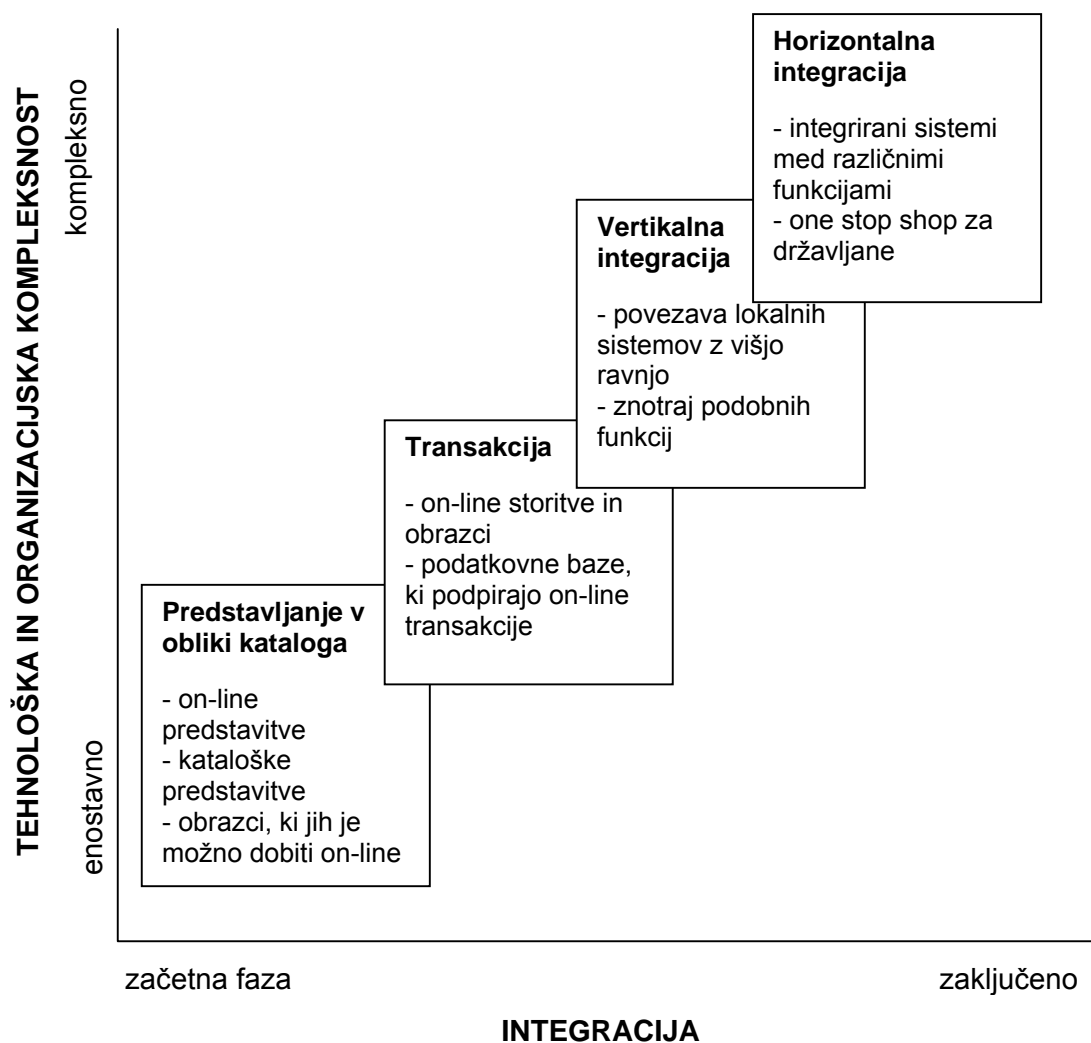 TEHNOLOŠKA IN ORGANIZACIJSKA KOMPLEKSNOST
kompleksno
enostavno
Horizontalna
integracija
- integrirani sistemi
med različnimi
funkcijami
- one stop shop za
državljane
Vertikalna
integracija
- povezava lokalnih
sistemov z višjo
ravnjo
- znotraj podobnih
funkcij
Transakcija
- on-line storitve in
obrazci
- podatkovne baze,
ki podpirajo on-line
transakcije
Predstavljanje v
obliki kataloga
- on-line
predstavitve
- kataloške
predstavitve
- obrazci, ki jih je
možno dobiti on-line
začetna faza
zaključeno
INTEGRACIJA